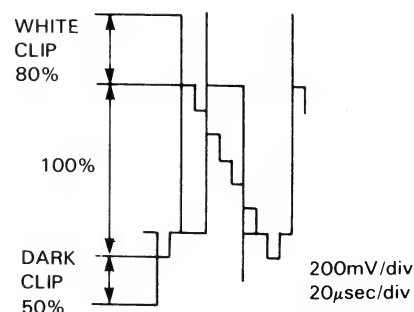 WHITE
CLIP
80%
100%
DARK
CLIP
50%
200mV/div
20μsec/div